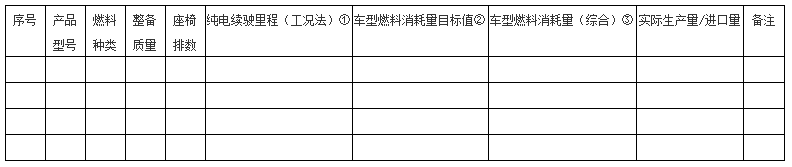 序号
产品
型号
燃料
种类
整备
质量
座椅
排数
纯电续驶里程（工况法）①
车型燃料消耗量目标值②
车型燃料消耗量（综合）③
实际生产量/进口量
备注